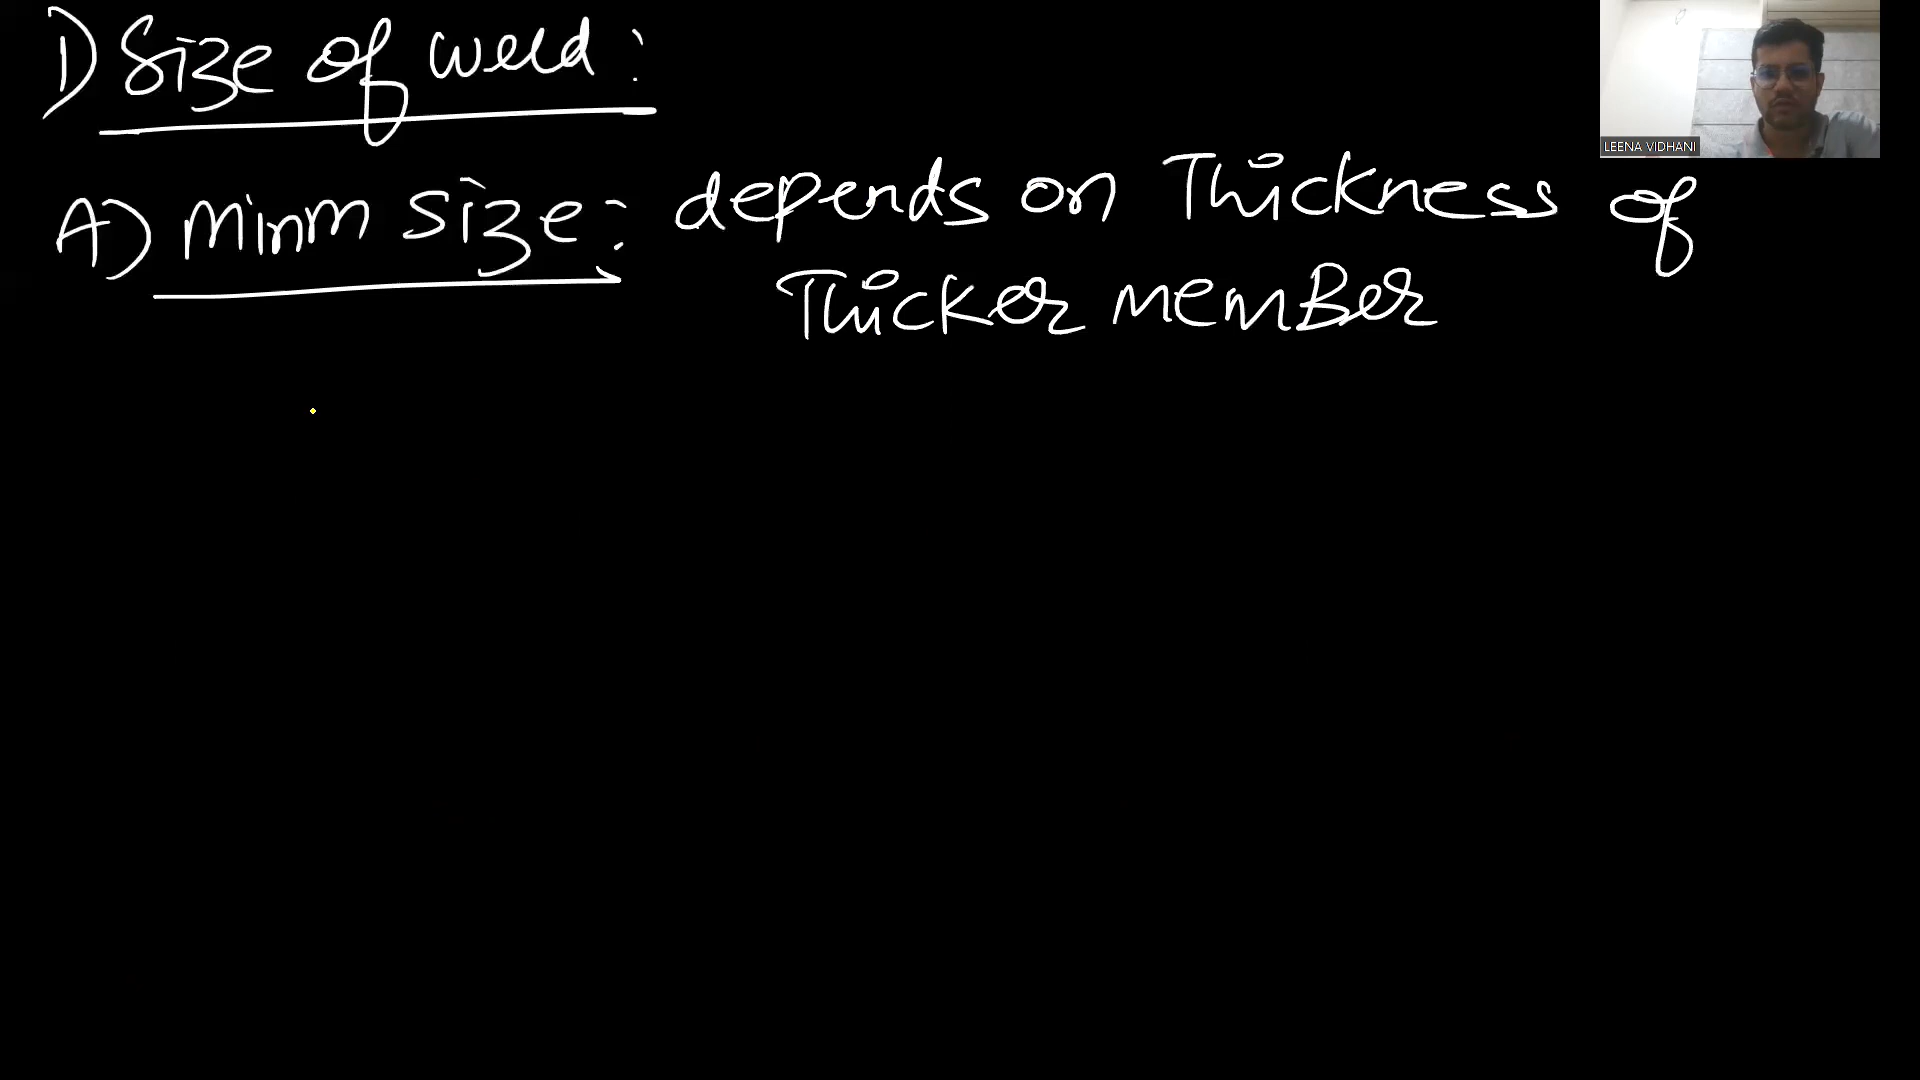 1) Size of weld:
LEENA VIDHANI
A) Minm size: depends on Thickness of
Thicker member